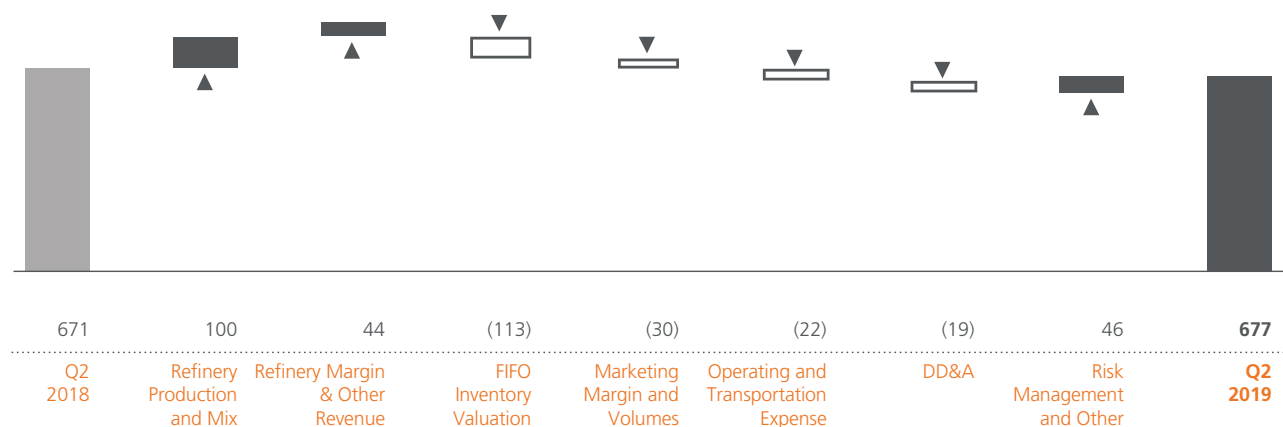 671 100 44 (113) (30) (22) (19) 46 677
Q2 Refinery Refinery Margin FIFO Marketing Operating and DD&A Risk Q2
2018 Production & Other Inventory Margin and Transportation Management 2019
and Mix Revenue Valuation Volumes Expense and Other